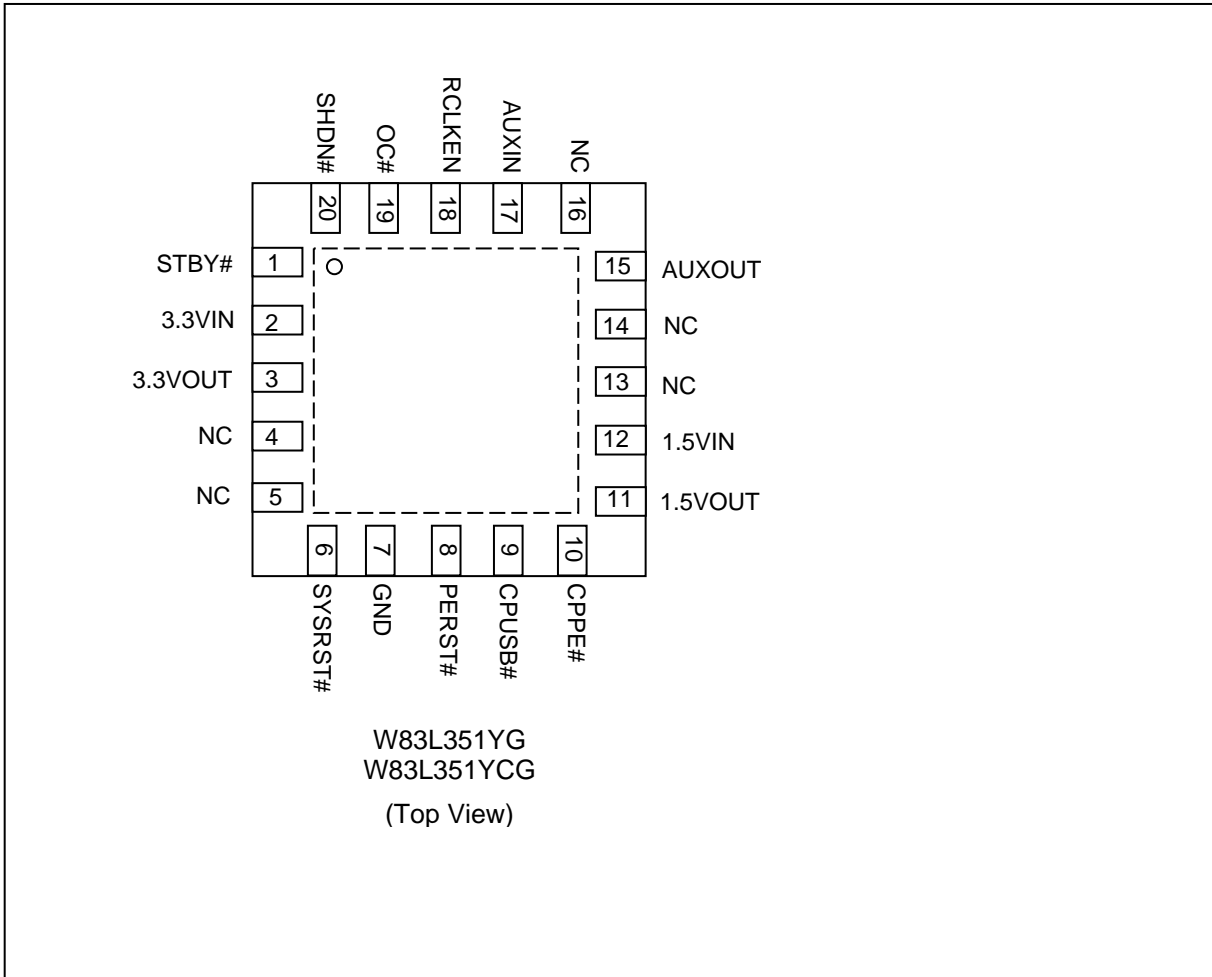 SHDN#
OC#
RCLKEN
AUXIN
NC
20
19
18
17
16
STBY# 1
15 AUXOUT
3.3VIN 2
14 NC
3.3VOUT 3
13 NC
NC 4
12 1.5VIN
NC 5
11 1.5VOUT
6
7
8
9
10
SYSRST#
GND
PERST#
CPUSB#
CPPE#
W83L351YG
W83L351YCG
(Top View)